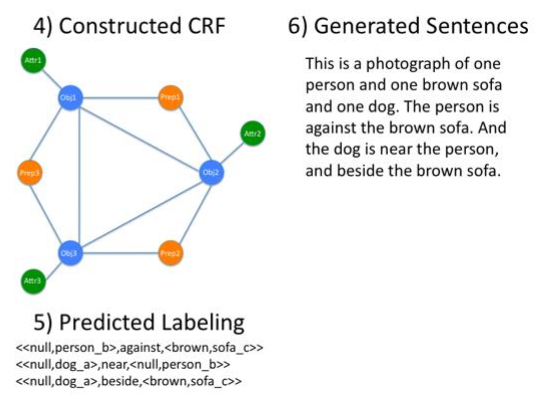 4) Constructed CRF
Attr1
Obj1
Prep1
Attr2
Prep3
Obj2
Obj3
Prep2
Attr3
5) Predicted Labeling
<<null,person_b>,against,<brown,sofa_c>>
<<null,dog_a>,near,<null,person_b>>
<<null,dog_a>,beside,<brown,sofa_c>>
6) Generated Sentences
This is a photograph of one
person and one brown sofa
and one dog. The person is
against the brown sofa. And
the dog is near the person,
and beside the brown sofa.